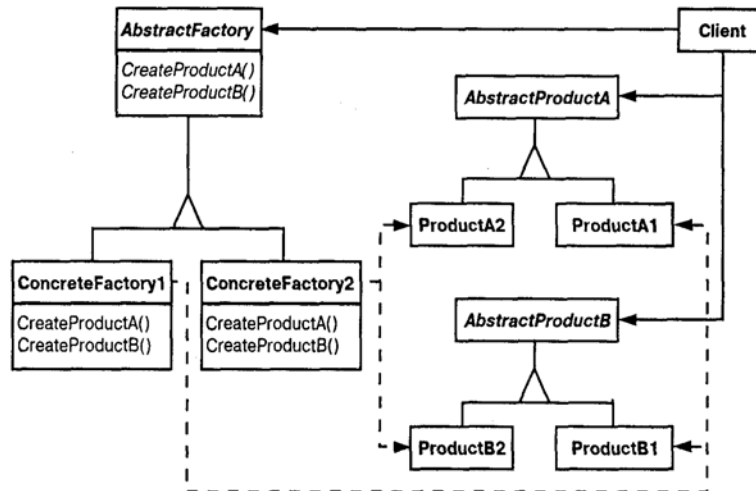 AbstractFactory
Client
CreateProductA()
CreateProductB()
AbstractProductA
ProductA2
ProductA1
ConcreteFactory1
ConcreteFactory2
CreateProductA()
CreateProductB()
CreateProductA()
CreateProductB()
AbstractProductB
ProductB2
ProductB1